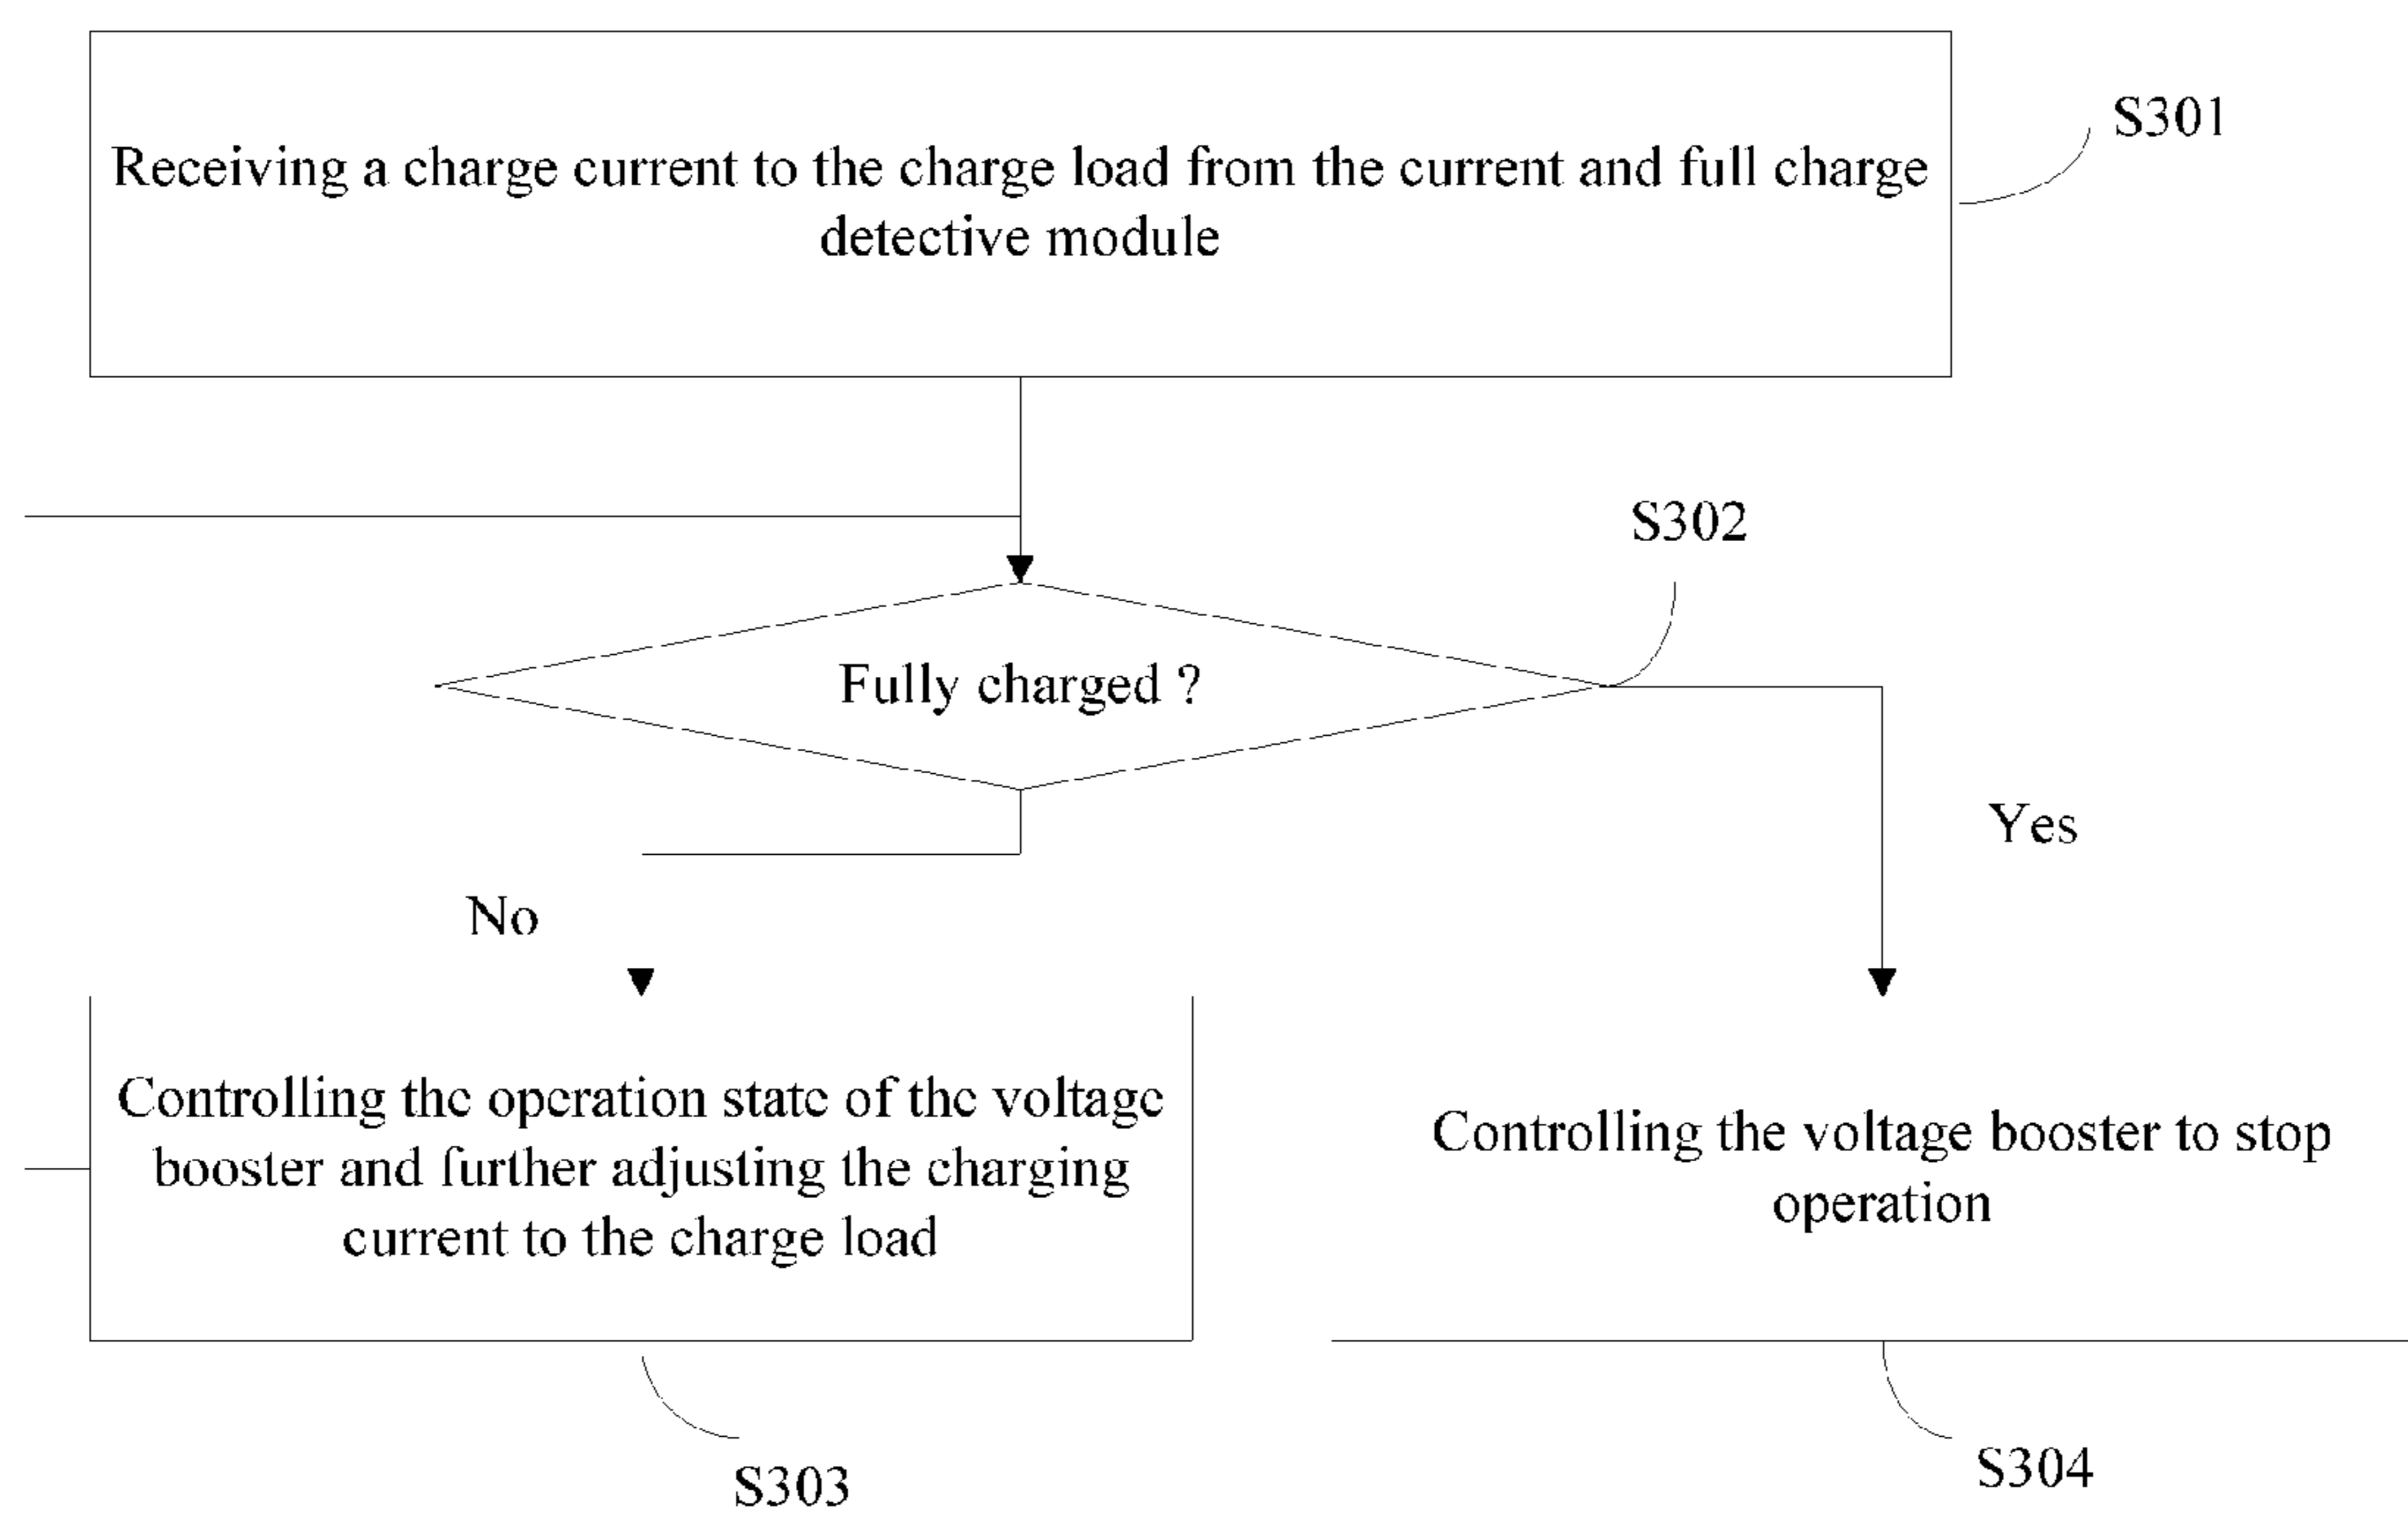 Receiving a charge current to the charge load from the current and full charge
detective module
S301
S302
Fully charged ?
Yes
No
Controlling the operation state of the voltage
booster and further adjusting the charging
current to the charge load
Controlling the voltage booster to stop
operation
S303
S304